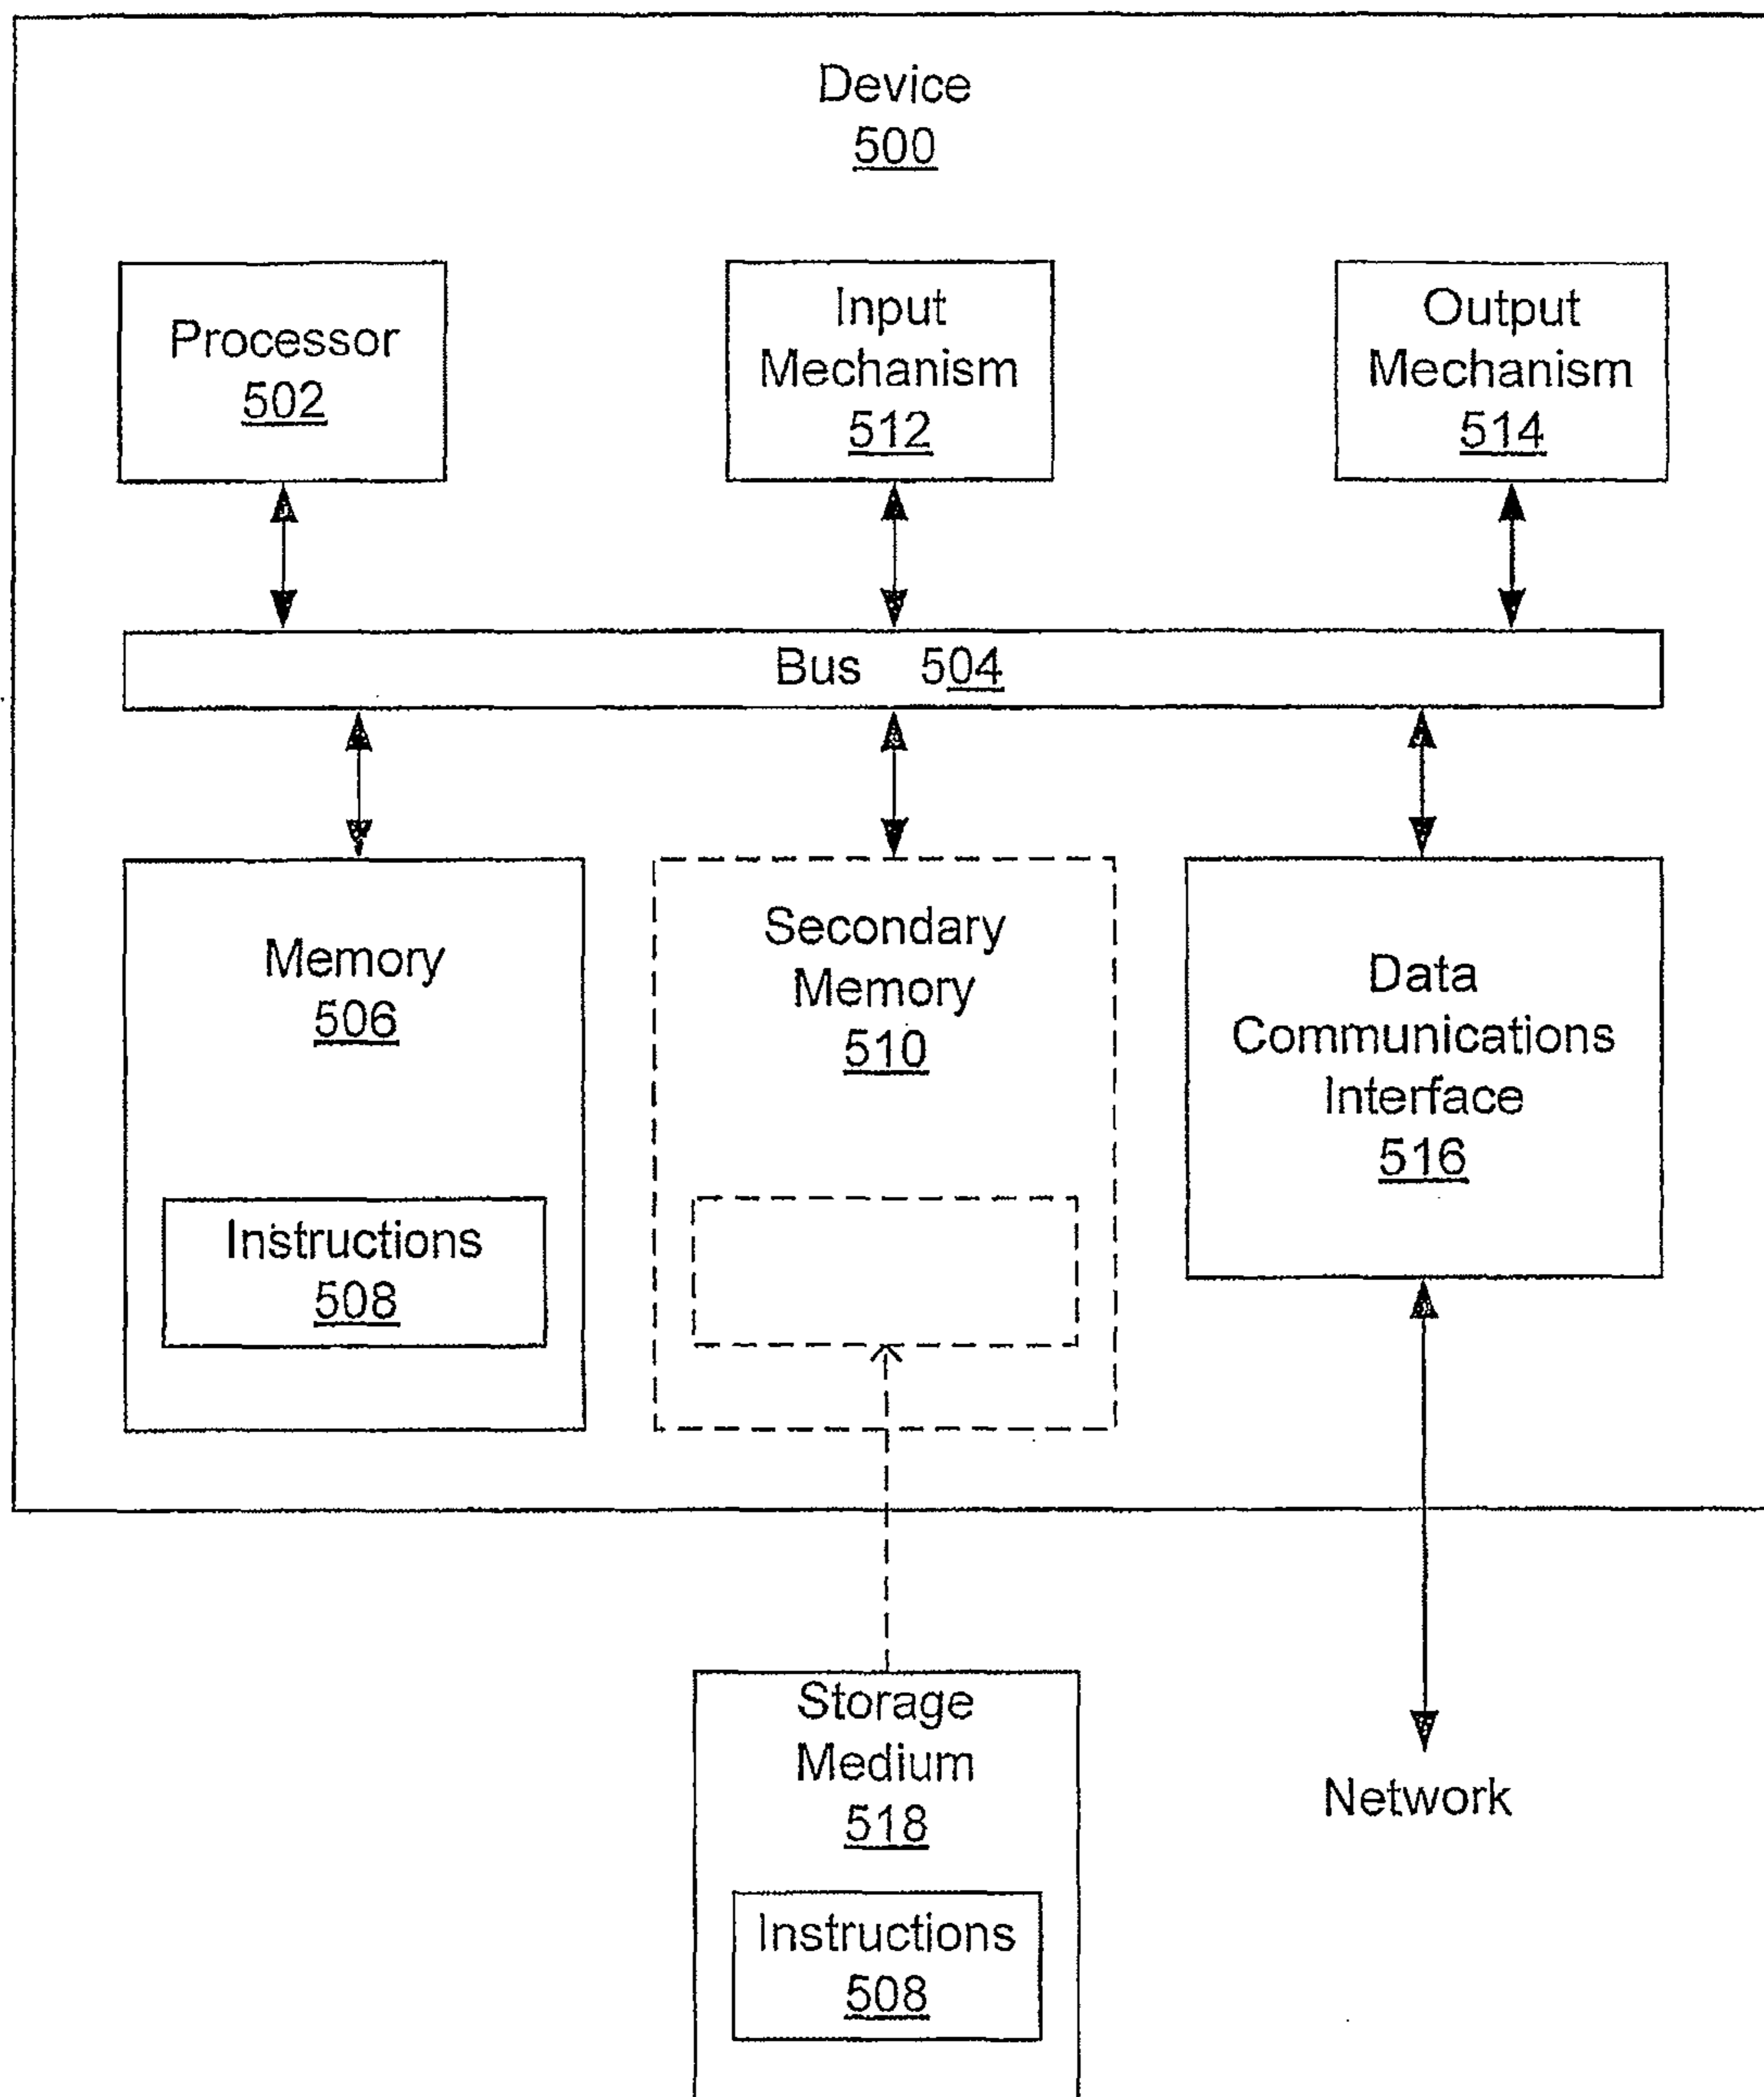 Device
500
Processor
502
Input
Mechanism
512
Output
Mechanism
514
Bus 504
Memory
506
Instructions
508
Secondary
Memory
510
Data
Communications
Interface
516
Storage
Medium
518
Instructions
508
Network